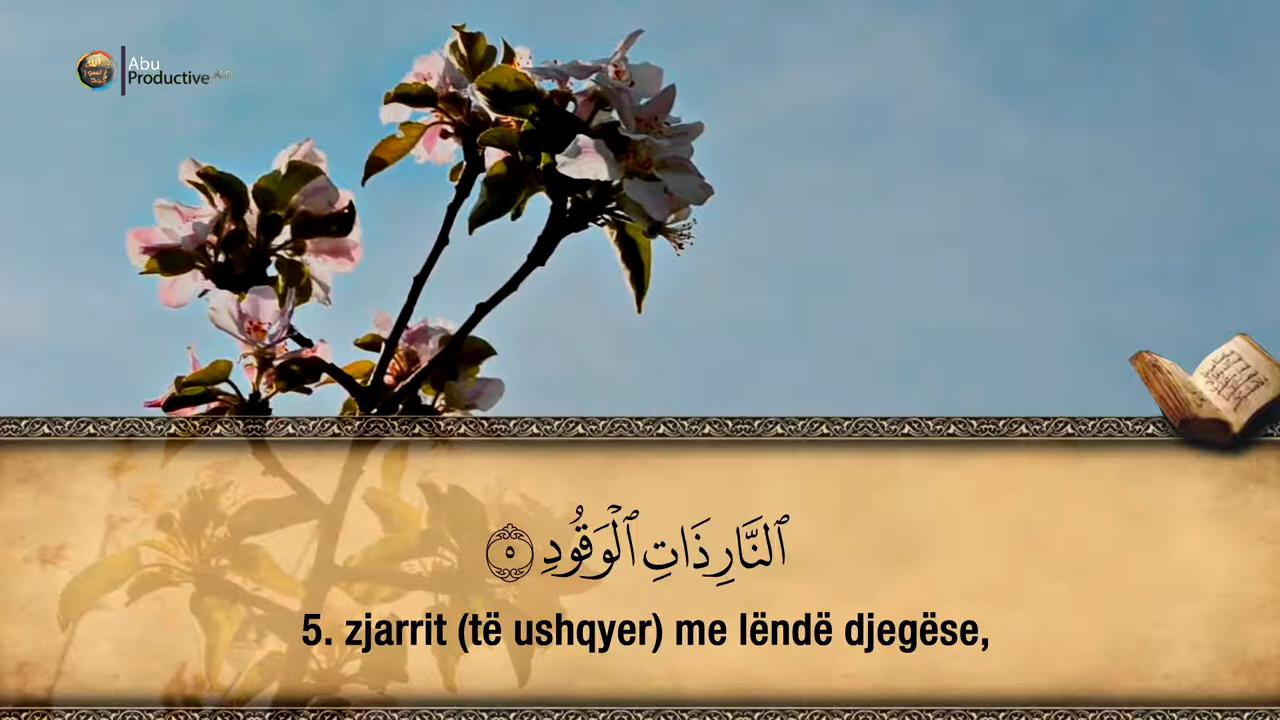 Abu
Productive
ٱلنَّارِ ذَاتِ ٱلْوَقُودِ ٥
5. zjarrit (të ushqyer) me lëndë djegëse,